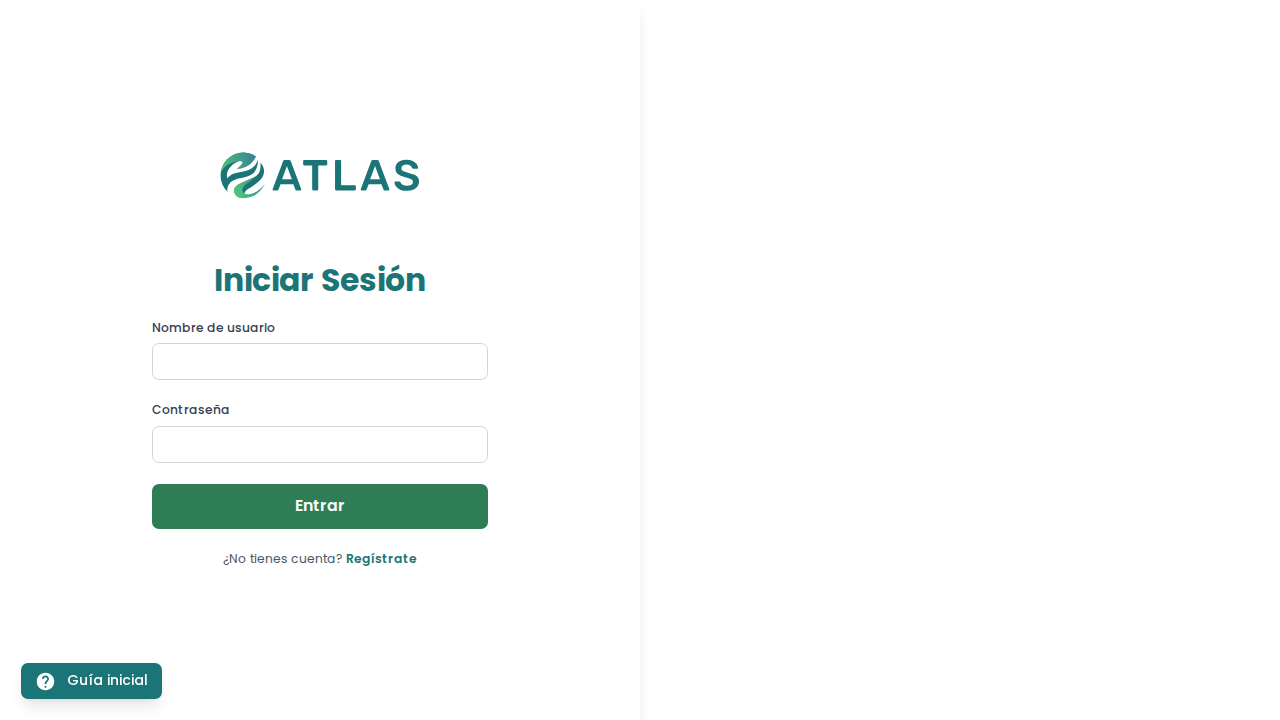 ATLAS
Iniciar Sesión
Nombre de usuario
Contraseña
Entrar
¿No tienes cuenta? Regístrate
Guía inicial